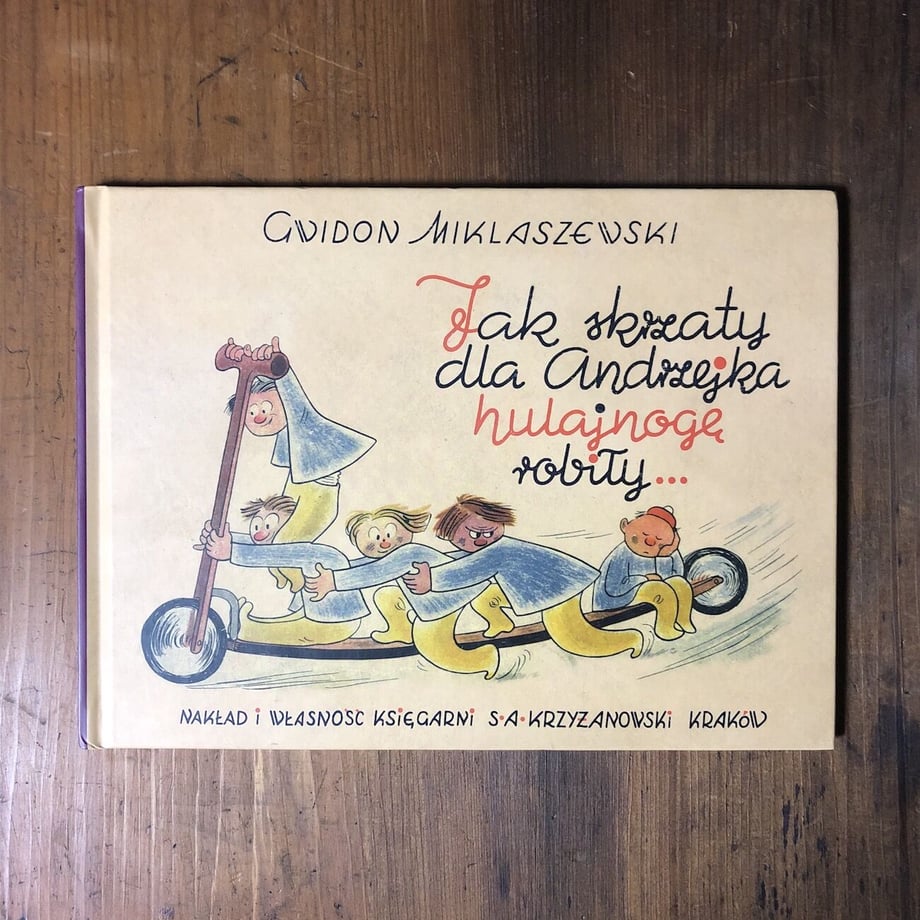 GWIDON MIKLASZEWSKI
Jak skrzaty
dla Andrzejka
hulajnogę
robiły...
NAKŁAD i WŁASNOŚĆ KSIĘGARNI S·A·KRZYŻANOWSKi KRAKÓW